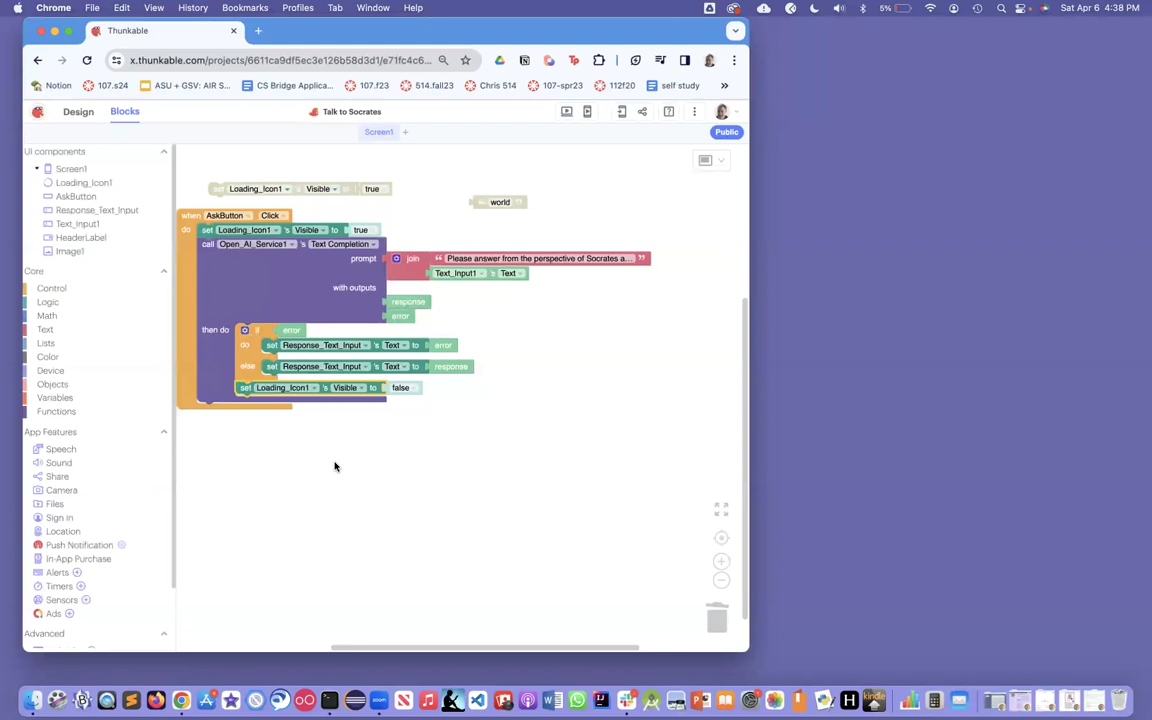 Chrome File Edit View History Bookmarks Profiles Tab Window Help 5% Sat Apr 6 4:38 PM
Thunkable
x.thunkable.com/projects/6611ca9df5ec3e126b58d3d1/e71fc4c6...
Notion 107.s24 ASU + GSV: AIR S... CS Bridge Applica... 107.f23 514.fall23 Chris 514 107-spr23 112f20 self study »
Design Blocks Talk to Socrates
Screen1 +
Public
UI components
Screen1
Loading_Icon1
AskButton
Response_Text_Input
Text_Input1
HeaderLabel
Image1
Core
Control
Logic
Math
Text
Lists
Color
Device
Objects
Variables
Functions
App Features
Speech
Sound
Share
Camera
Files
Sign In
Location
Push Notification
In-App Purchase
Alerts
Timers
Sensors
Ads
Advanced
set Loading_Icon1 's Visible to true
“ world ”
when AskButton Click
do set Loading_Icon1 's Visible to true
call Open_AI_Service1 's Text Completion
prompt join “ Please answer from the perspective of Socrates a... ”
Text_Input1 's Text
with outputs
response
error
then do if error
do set Response_Text_Input 's Text to error
else set Response_Text_Input 's Text to response
set Loading_Icon1 's Visible to false